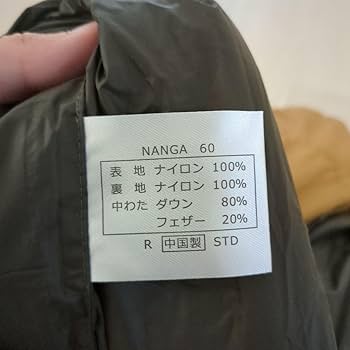 NANGA 60
表 地 ナイロン 100%
裏 地 ナイロン 100%
中わた ダウン 80%
フェザー 20%
R 中国製 STD